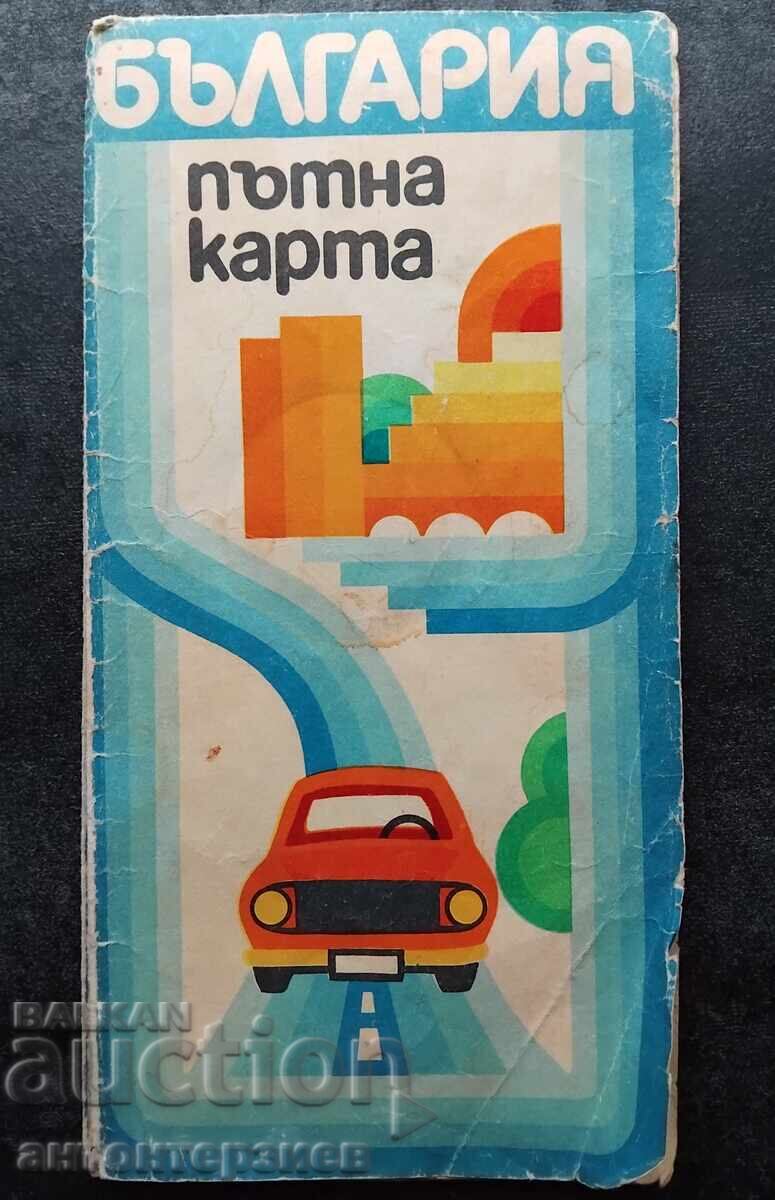 БЪЛГАРИЯ
пътна
карта
BALKAN
auction
антонтерзиев